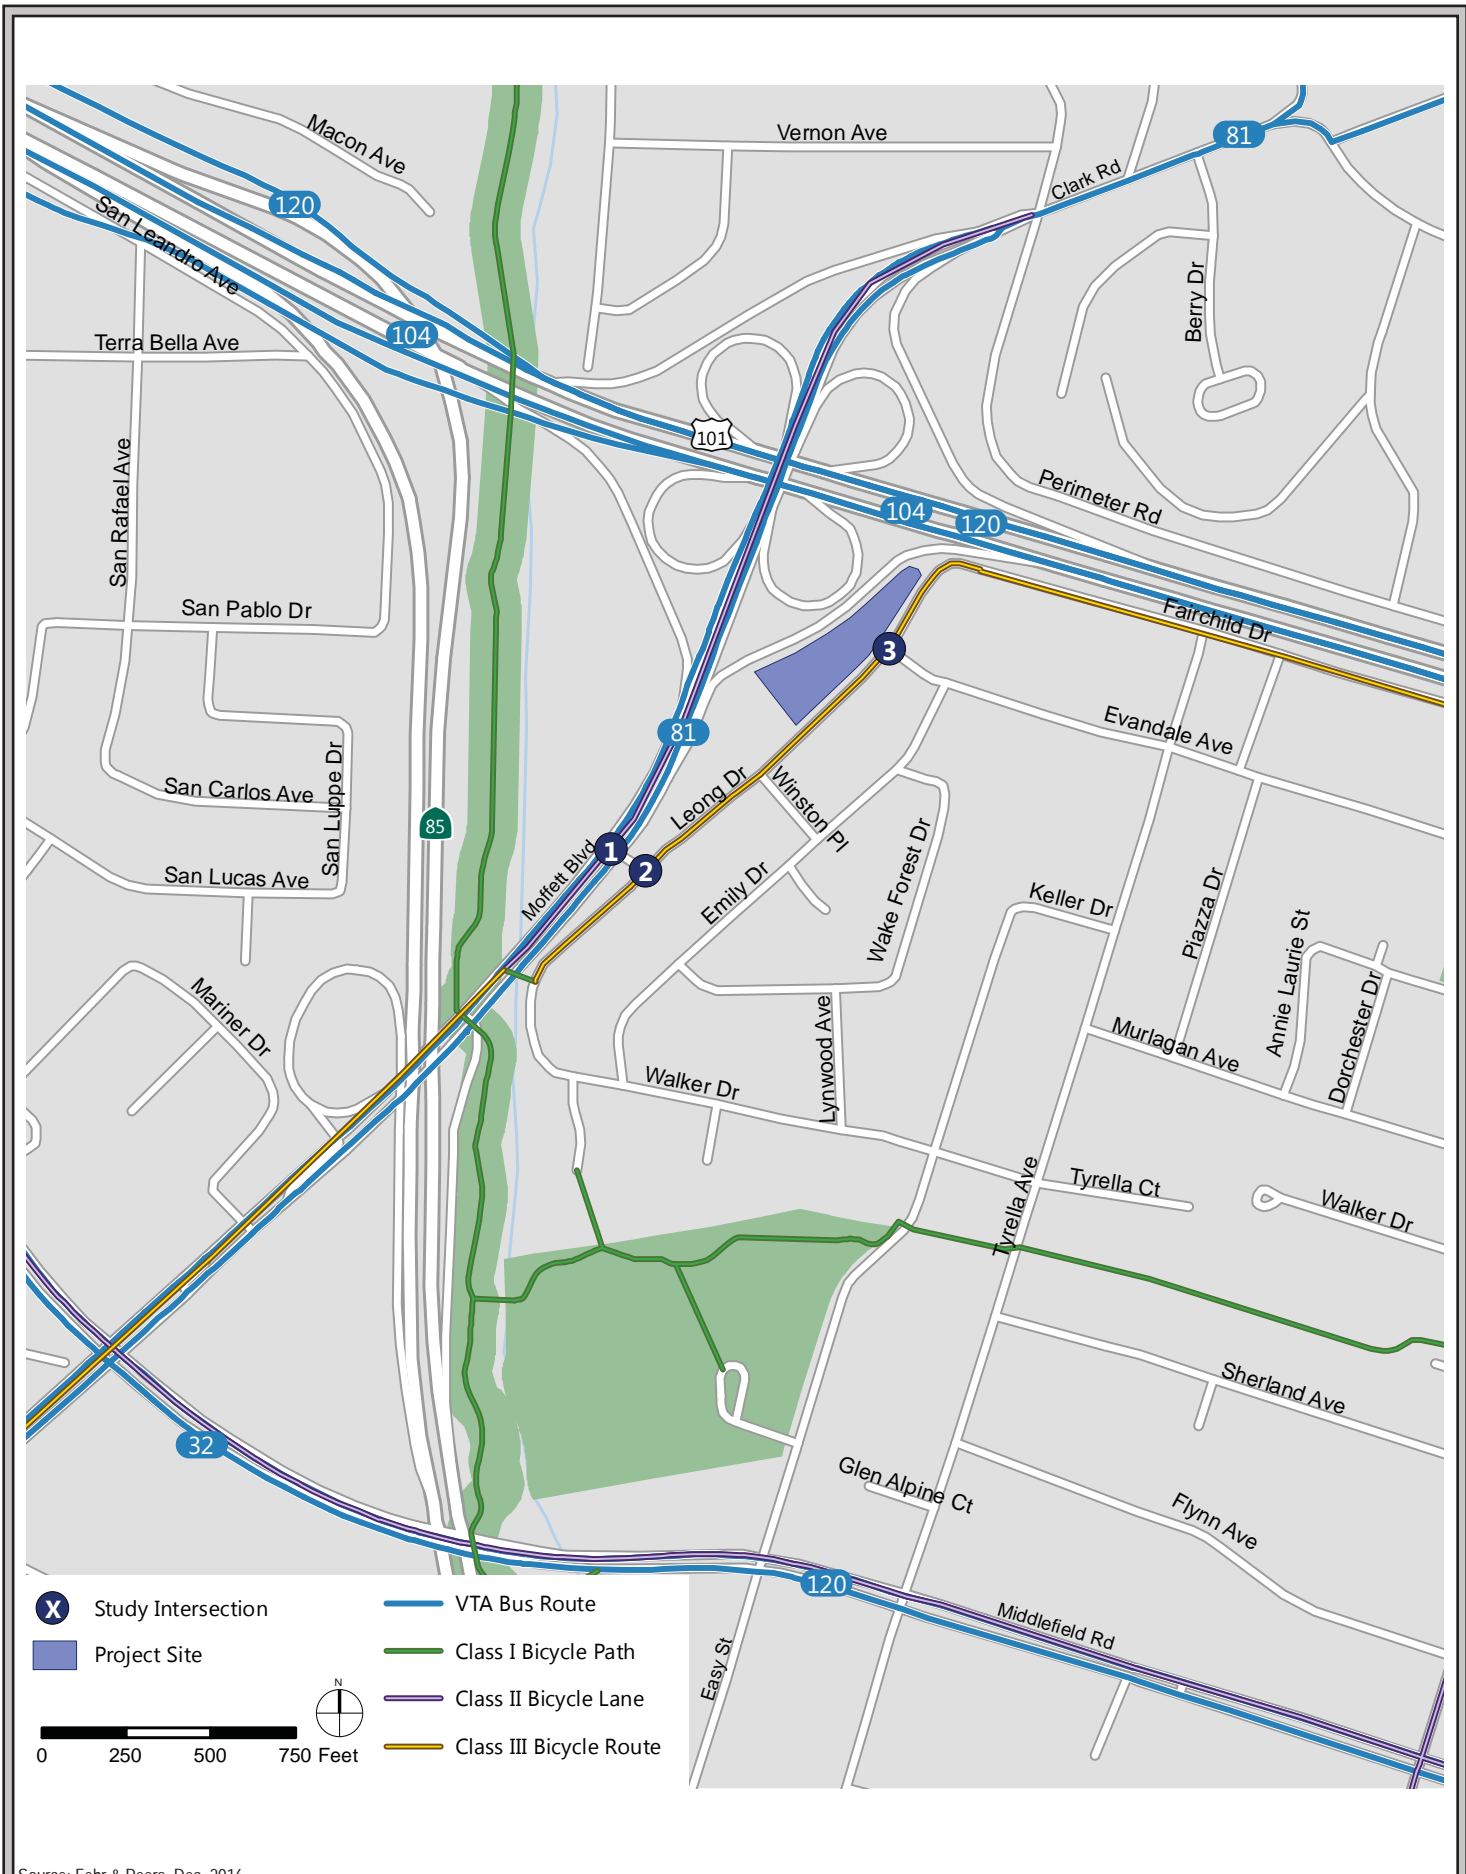 Macon Ave
Vernon Ave
81
Clark Rd
120
San Leandro Ave
Berry Dr
104
Terra Bella Ave
101
San Rafael Ave
Perimeter Rd
104
120
San Pablo Dr
Fairchild Dr
3
81
Evandale Ave
San Luppe Dr
San Carlos Ave
Leong Dr
Winston Pl
85
Moffett Blvd
1
2
Wake Forest Dr
San Lucas Ave
Emily Dr
Keller Dr
Piazza Dr
Annie Laurie St
Mariner Dr
Dorchester Dr
Lynwood Ave
Murlagan Ave
Walker Dr
Tyrella Ave
Tyrella Ct
Walker Dr
Sherland Ave
32
Glen Alpine Ct
Flynn Ave
120
Middlefield Rd
Easy St
X Study Intersection
Project Site
N
0 250 500 750 Feet
VTA Bus Route
Class I Bicycle Path
Class II Bicycle Lane
Class III Bicycle Route
Source: Fehr & Peers, Dec. 2016